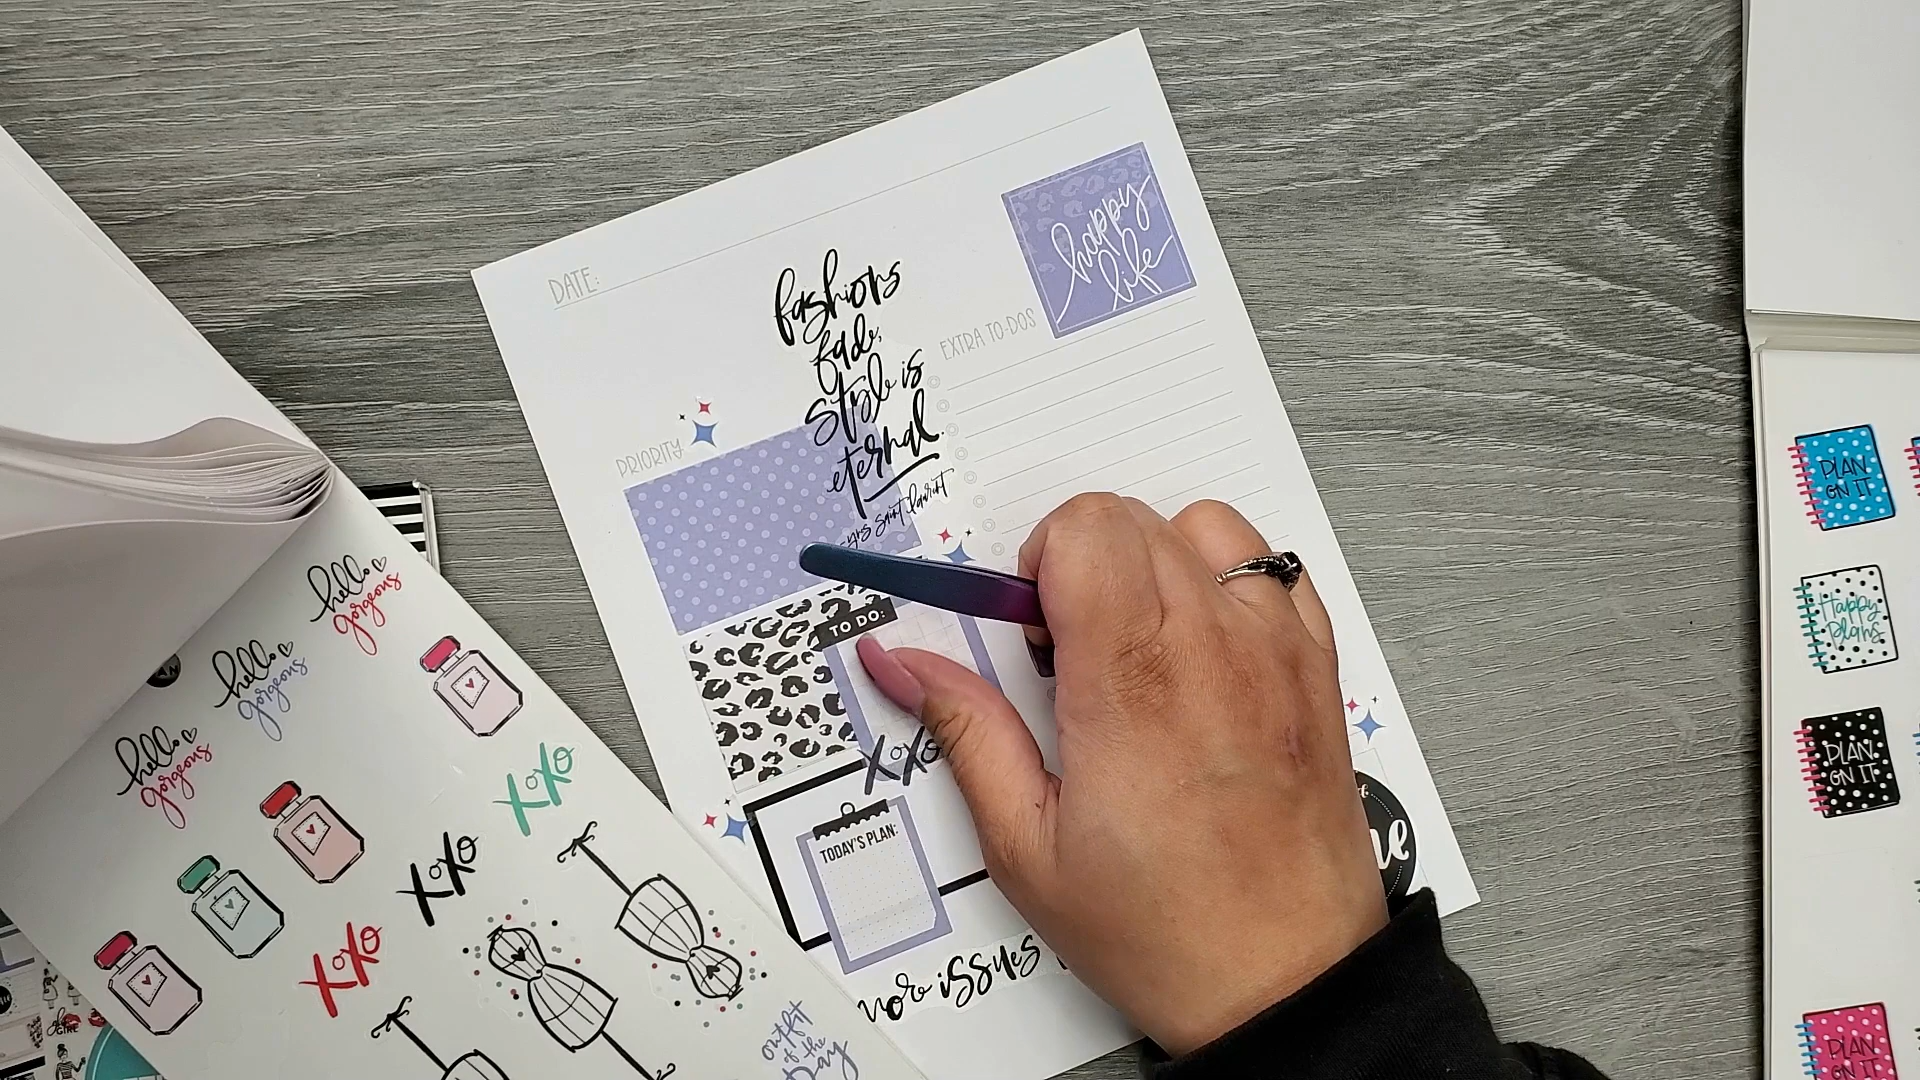 DATE:
happy
life
fashions
fade,
style is
eternal.
-yves saint laurent
EXTRA TO-DOS
PRIORITY
TO DO:
XOXO
TODAY'S PLAN:
issues
hello
gorgeous
hello
gorgeous
hello
gorgeous
XOXO
XOXO
XOXO
outfit
of the
Day
GIRL
PLAN
ON IT
Happy
Plans
PLAN
ON IT
PLAN
ON IT